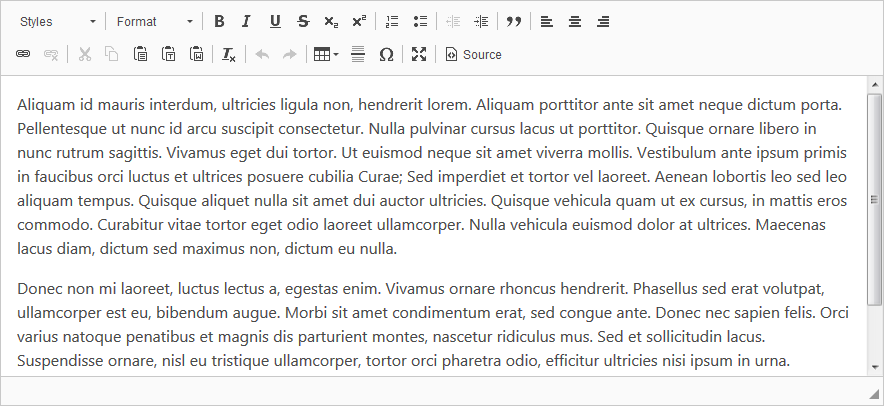 Styles Format B I U S x₂ x²
Ix Ω Source
Aliquam id mauris interdum, ultricies ligula non, hendrerit lorem. Aliquam porttitor ante sit amet neque dictum porta.
Pellentesque ut nunc id arcu suscipit consectetur. Nulla pulvinar cursus lacus ut porttitor. Quisque ornare libero in
nunc rutrum sagittis. Vivamus eget dui tortor. Ut euismod neque sit amet viverra mollis. Vestibulum ante ipsum primis
in faucibus orci luctus et ultrices posuere cubilia Curae; Sed imperdiet et tortor vel laoreet. Aenean lobortis leo sed leo
aliquam tempus. Quisque aliquet nulla sit amet dui auctor ultricies. Quisque vehicula quam ut ex cursus, in mattis eros
commodo. Curabitur vitae tortor eget odio laoreet ullamcorper. Nulla vehicula euismod dolor at ultrices. Maecenas
lacus diam, dictum sed maximus non, dictum eu nulla.
Donec non mi laoreet, luctus lectus a, egestas enim. Vivamus ornare rhoncus hendrerit. Phasellus sed erat volutpat,
ullamcorper est eu, bibendum augue. Morbi sit amet condimentum erat, sed congue ante. Donec nec sapien felis. Orci
varius natoque penatibus et magnis dis parturient montes, nascetur ridiculus mus. Sed et sollicitudin lacus.
Suspendisse ornare, nisl eu tristique ullamcorper, tortor orci pharetra odio, efficitur ultricies nisi ipsum in urna.